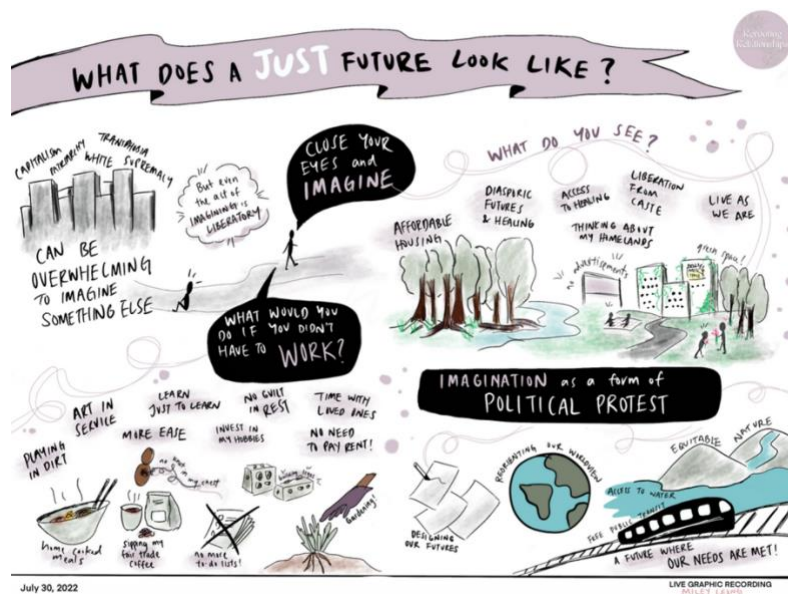 Rerooting
Relationships
WHAT DOES A JUST FUTURE LOOK LIKE?
CAPITALISM
TRANSPHOBIA
WHITE SUPREMACY
CAN BE
OVERWHELMING
TO IMAGINE
SOMETHING ELSE
But even
the act of
IMAGINING IS
LIBERATORY
CLOSE YOUR
EYES and
IMAGINE
WHAT WOULD YOU
DO IF YOU DIDN'T
HAVE TO WORK?
WHAT DO YOU SEE?
AFFORDABLE
HOUSING
DIASPORIC
FUTURES
& HEALING
ACCESS
TO HEALING
LIBERATION
FROM
CASTE
LIVE AS
WE ARE
THINKING ABOUT
MY HOMELANDS
no advertisements
green space!
IMAGINATION as a form of
POLITICAL PROTEST
PLAYING
IN DIRT
ART IN
SERVICE
LEARN
JUST TO LEARN
NO GUILT
IN REST
TIME WITH
LOVED ONES
MORE EASE
INVEST IN
MY HOBBIES
NO NEED
TO PAY RENT!
home cooked
meals
sipping my
fair trade
coffee
no more
to-do lists!
gardening!
DESIGNING
OUR FUTURES
REORIENTING OUR WORLDVIEW
EQUITABLE
NATURE
ACCESS TO WATER
FREE PUBLIC TRANSIT
A FUTURE WHERE
OUR NEEDS ARE MET!
July 30, 2022
LIVE GRAPHIC RECORDING
MILEY LEONG